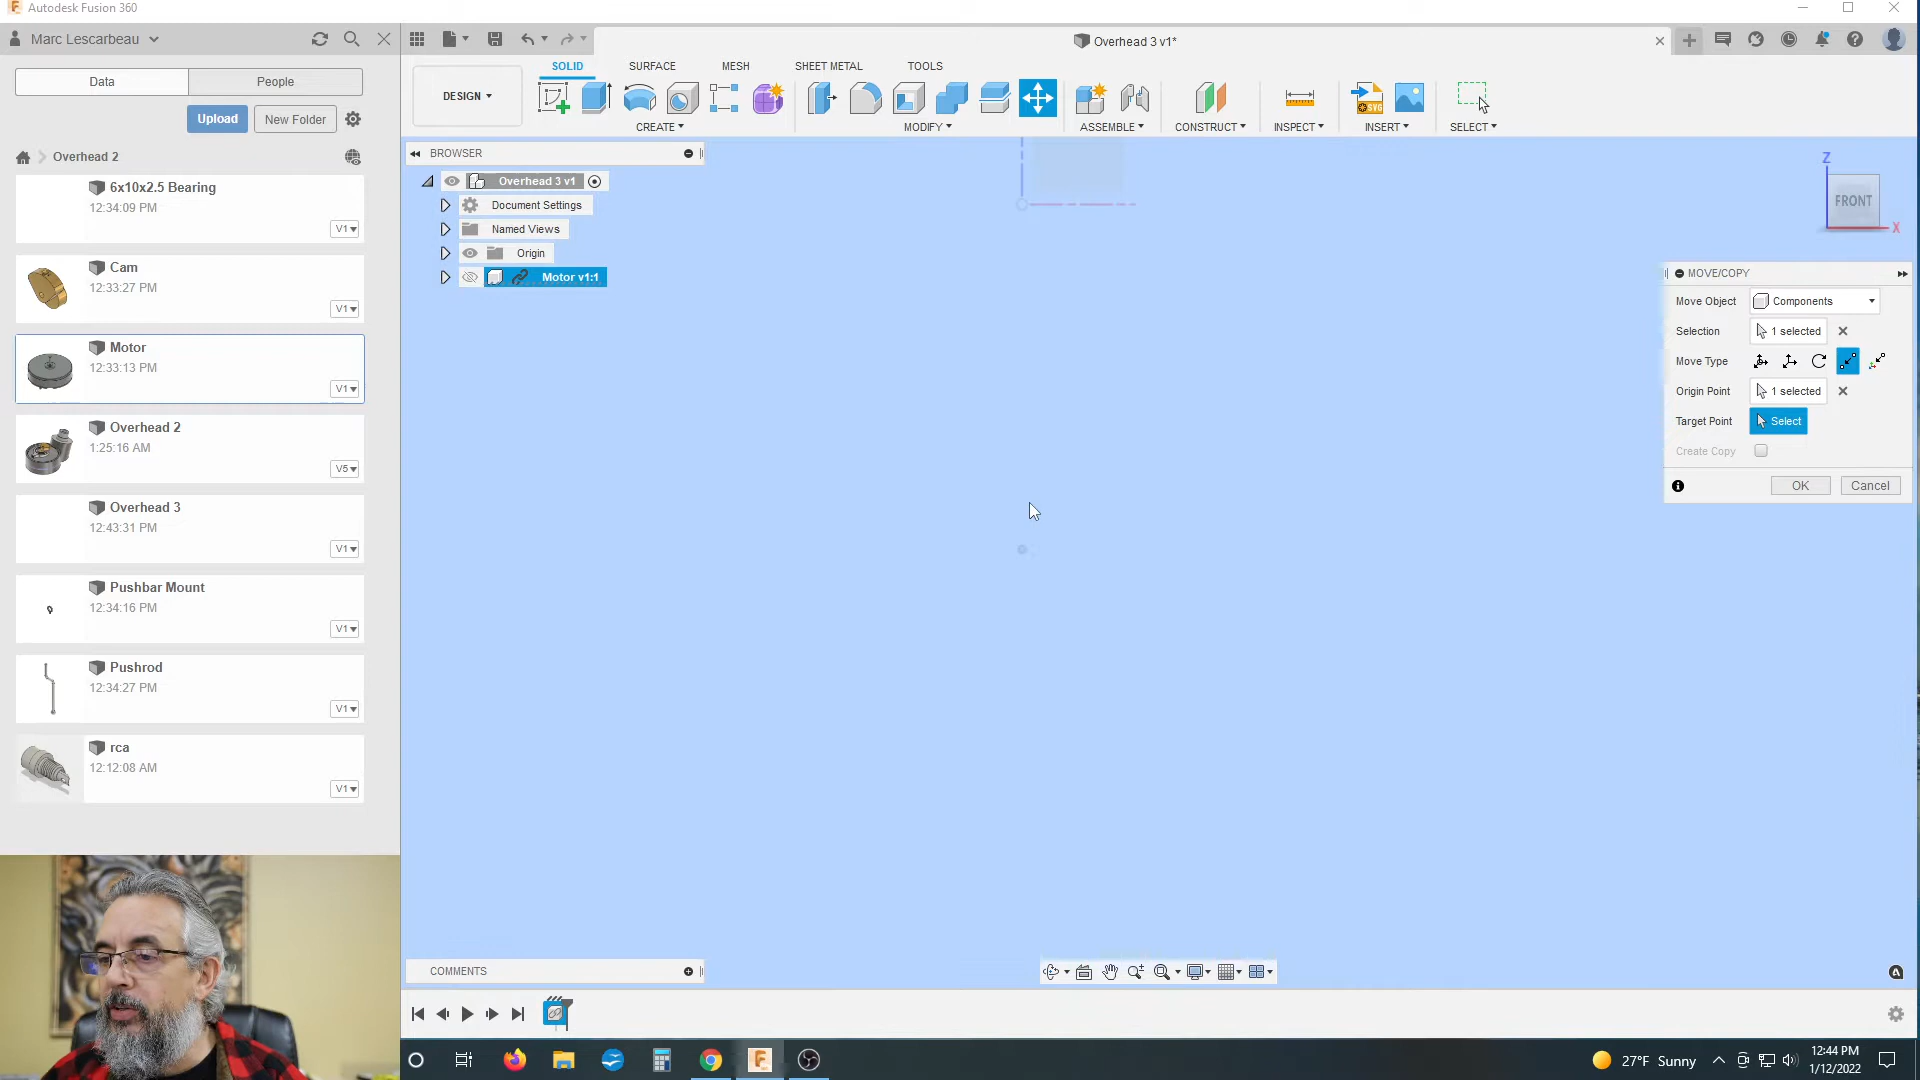 Autodesk Fusion 360
Marc Lescarbeau
Overhead 3 v1*
Data
People
Upload
New Folder
Overhead 2
6x10x2.5 Bearing
12:34:09 PM
V1
Cam
12:33:27 PM
V1
Motor
12:33:13 PM
V1
Overhead 2
1:25:16 AM
V5
Overhead 3
12:43:31 PM
V1
Pushbar Mount
12:34:16 PM
V1
Pushrod
12:34:27 PM
V1
rca
12:12:08 AM
V1
DESIGN
SOLID
SURFACE
MESH
SHEET METAL
TOOLS
CREATE
MODIFY
ASSEMBLE
CONSTRUCT
INSPECT
INSERT
SELECT
SVG
BROWSER
Overhead 3 v1
Document Settings
Named Views
Origin
Motor v1:1
Z
FRONT
X
MOVE/COPY
Move Object Components
Selection 1 selected
Move Type
Origin Point 1 selected
Target Point Select
Create Copy
OK Cancel
COMMENTS
27°F Sunny
12:44 PM
1/12/2022